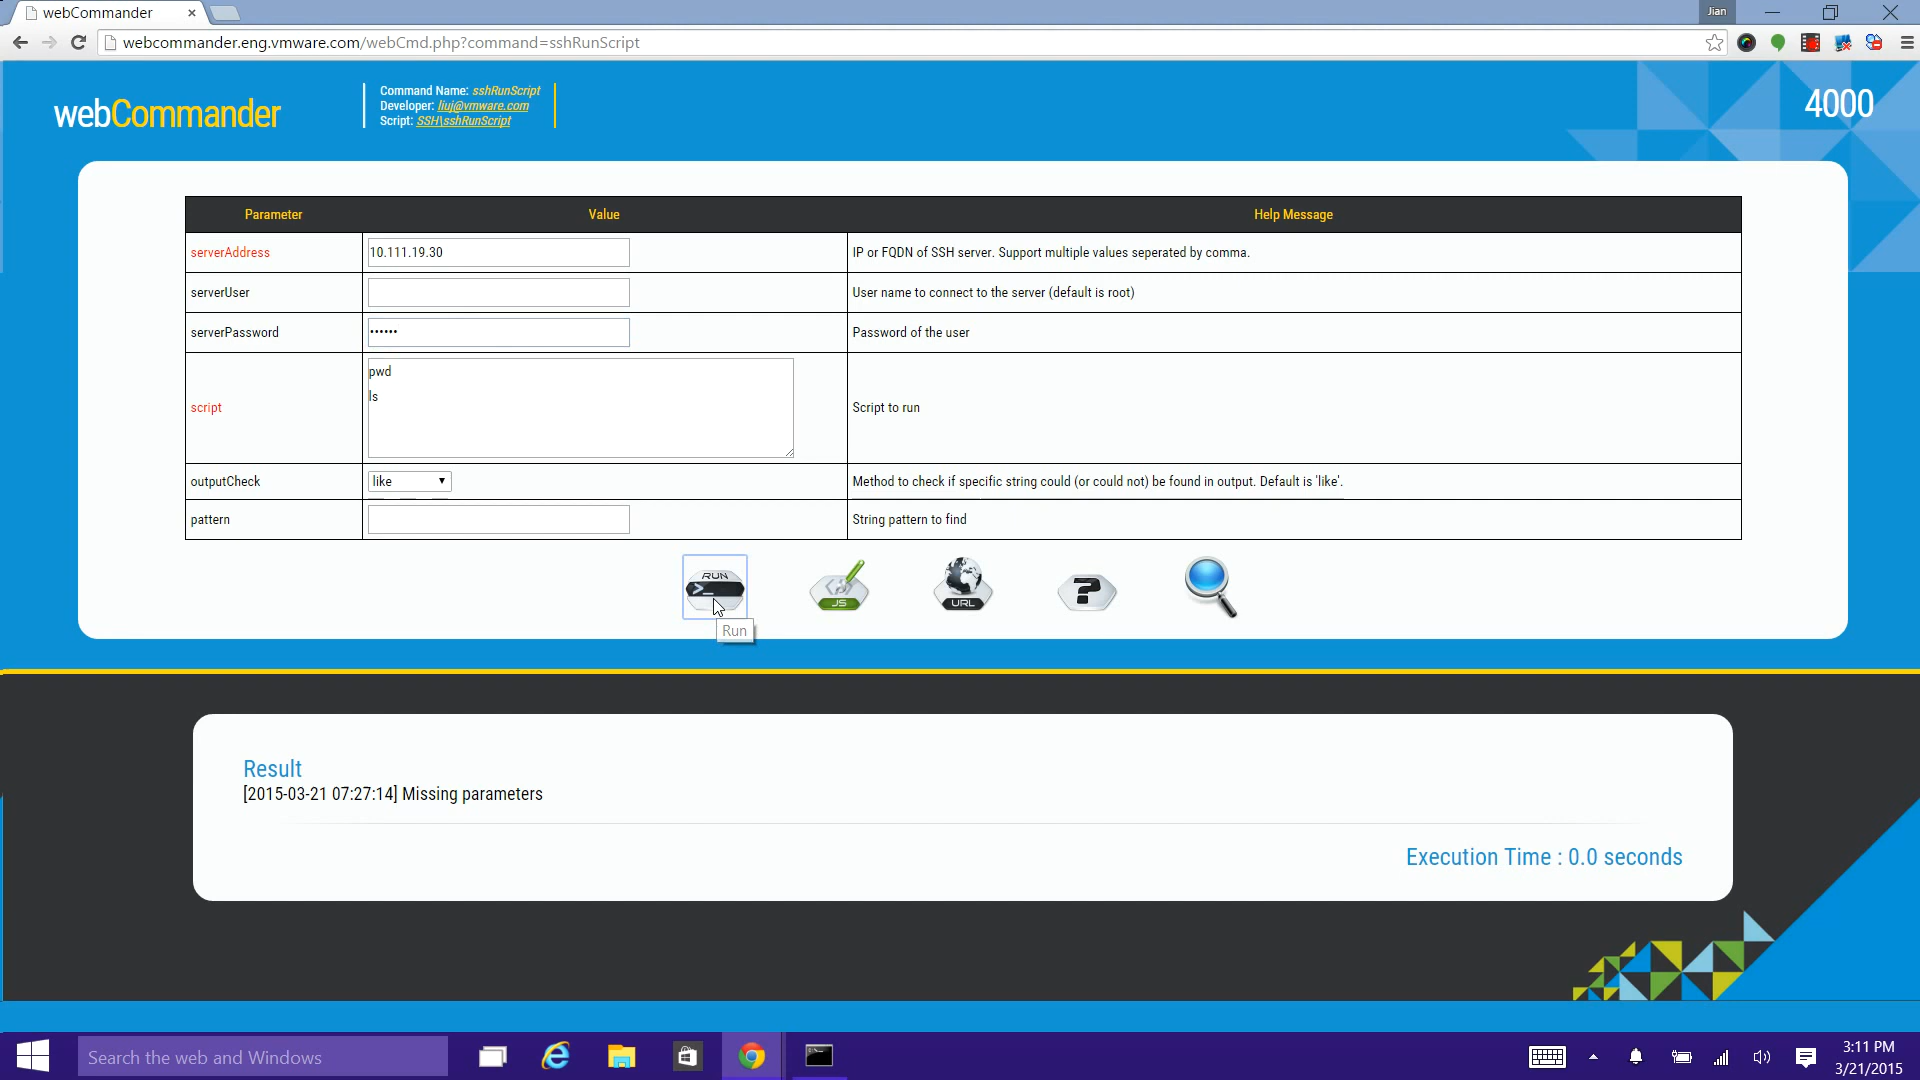 webCommander
Jian
webcommander.eng.vmware.com/webCmd.php?command=sshRunScript
webCommander
Command Name: sshRunScript
Developer: liuj@vmware.com
Script: SSH\sshRunScript
4000
Parameter Value Help Message
serverAddress 10.111.19.30 IP or FQDN of SSH server. Support multiple values seperated by comma.
serverUser User name to connect to the server (default is root)
serverPassword •••••• Password of the user
pwd
ls
script Script to run
outputCheck like Method to check if specific string could (or could not) be found in output. Default is 'like'.
pattern String pattern to find
RUN
JS
URL
Run
Result
[2015-03-21 07:27:14] Missing parameters
Execution Time : 0.0 seconds
Search the web and Windows
3:11 PM
3/21/2015